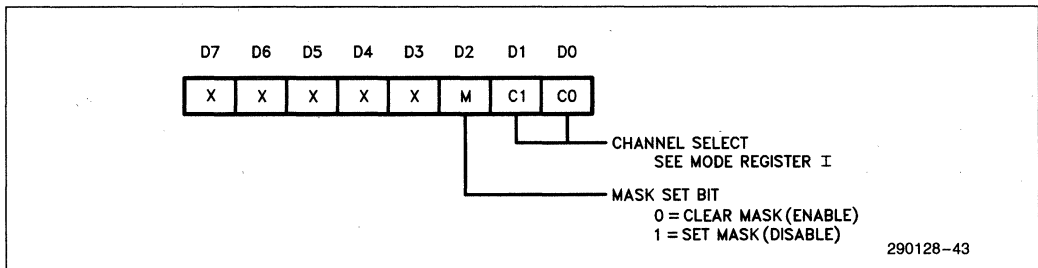 D7 D6 D5 D4 D3 D2 D1 D0
X X X X X M C1 C0
CHANNEL SELECT
SEE MODE REGISTER I
MASK SET BIT
0 = CLEAR MASK (ENABLE)
1 = SET MASK (DISABLE)
290128-43